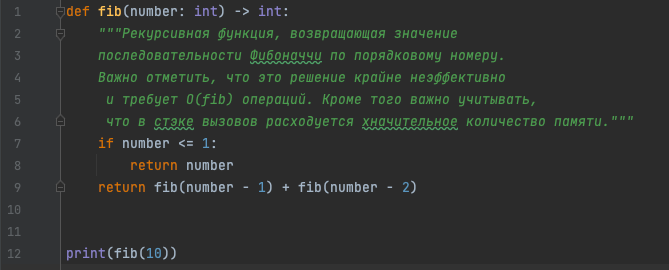 1 def fib(number: int) -> int:
2 """Рекурсивная функция, возвращающая значение
3 последовательности Фибоначчи по порядковому номеру.
4 Важно отметить, что это решение крайне неэффективно
5 и требует O(fib) операций. Кроме того важно учитывать,
6 что в стэке вызовов расходуется хначительное количество памяти."""
7 if number <= 1:
8 return number
9 return fib(number - 1) + fib(number - 2)
10
11
12 print(fib(10))